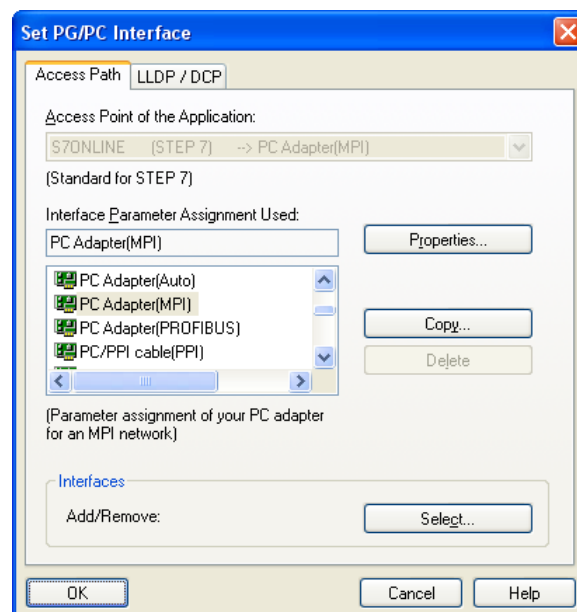 Set PG/PC Interface
Access Path LLDP / DCP
Access Point of the Application:
S7ONLINE (STEP 7) --> PC Adapter(MPI)
(Standard for STEP 7)
Interface Parameter Assignment Used:
PC Adapter(MPI)
Properties...
PC Adapter(Auto)
PC Adapter(MPI)
PC Adapter(PROFIBUS)
PC/PPI cable(PPI)
Copy...
Delete
(Parameter assignment of your PC adapter
for an MPI network)
Interfaces
Add/Remove:
Select...
OK
Cancel
Help